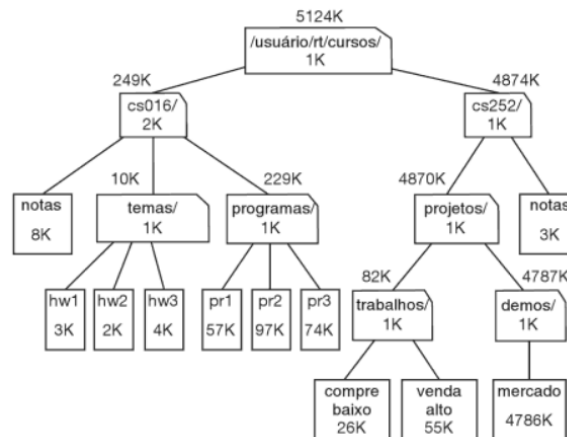 5124K
/usuário/rt/cursos/
1K
249K
4874K
cs016/
2K
cs252/
1K
10K
229K
4870K
notas
8K
temas/
1K
programas/
1K
projetos/
1K
notas
3K
82K
4787K
hw1
3K
hw2
2K
hw3
4K
pr1
57K
pr2
97K
pr3
74K
trabalhos/
1K
demos/
1K
compre
baixo
26K
venda
alto
55K
mercado
4786K